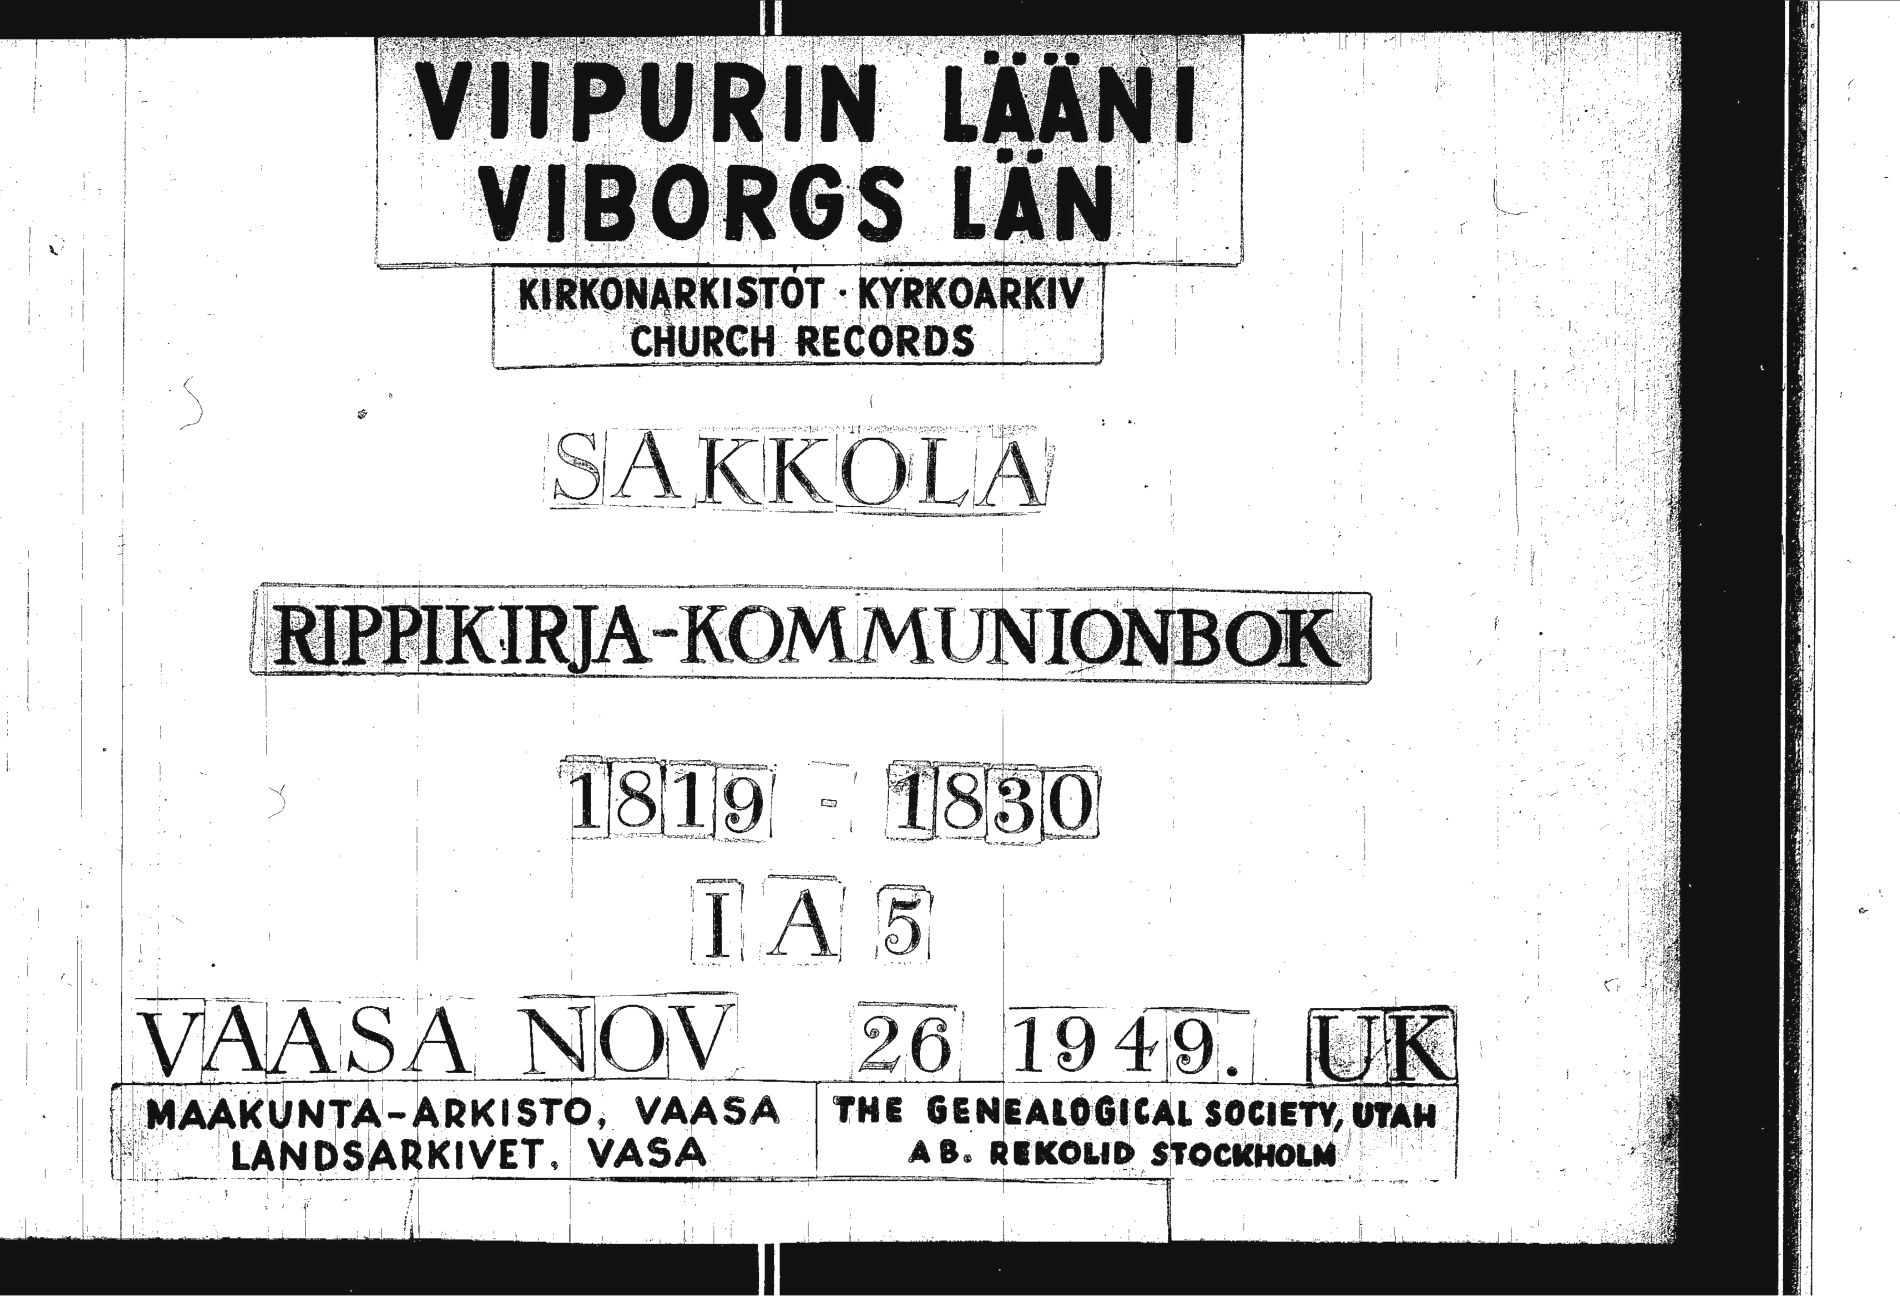 VIIPURIN LÄÄNI
VIBORGS LÄN
KIRKONARKISTOT · KYRKOARKIV
CHURCH RECORDS
SAKKOLA
RIPPIKIRJA-KOMMUNIONBOK
1819 - 1830
I A 5
VAASA NOV 26 1949. UK
MAAKUNTA-ARKISTO, VAASA
LANDSARKIVET, VASA
THE GENEALOGICAL SOCIETY, UTAH
AB. REKOLID STOCKHOLM